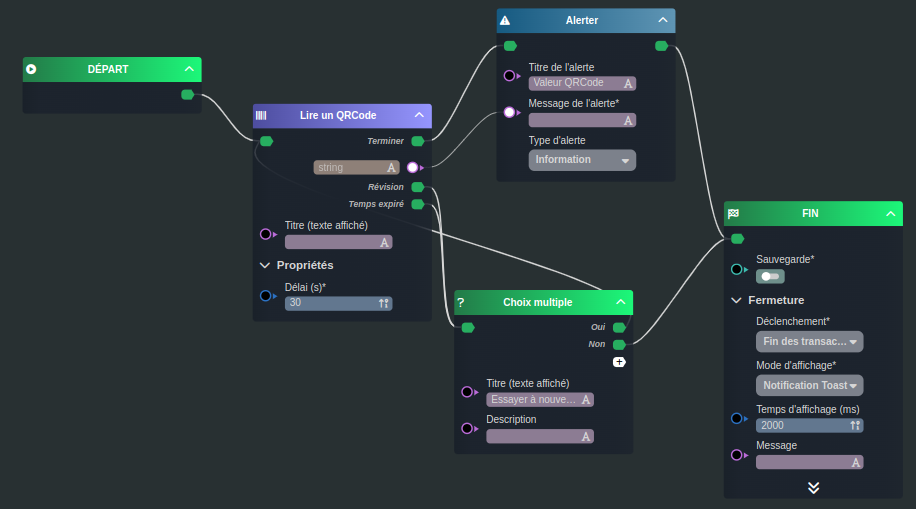 DÉPART
Lire un QRCode
Terminer
string
Révision
Temps expiré
Titre (texte affiché)
Propriétés
Délai (s)*
30
Alerter
Titre de l'alerte
Valeur QRCode
Message de l'alerte*
Type d'alerte
Information
Choix multiple
Oui
Non
Titre (texte affiché)
Essayer à nouve...
Description
FIN
Sauvegarde*
Fermeture
Déclenchement*
Fin des transac...
Mode d'affichage*
Notification Toast
Temps d'affichage (ms)
2000
Message